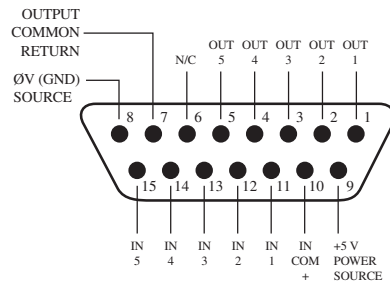 OUTPUT
COMMON
RETURN
ØV (GND)
SOURCE
N/C
OUT
5
OUT
4
OUT
3
OUT
2
OUT
1
8 7 6 5 4 3 2 1
15 14 13 12 11 10 9
IN
5
IN
4
IN
3
IN
2
IN
1
IN
COM
+
+5 V
POWER
SOURCE